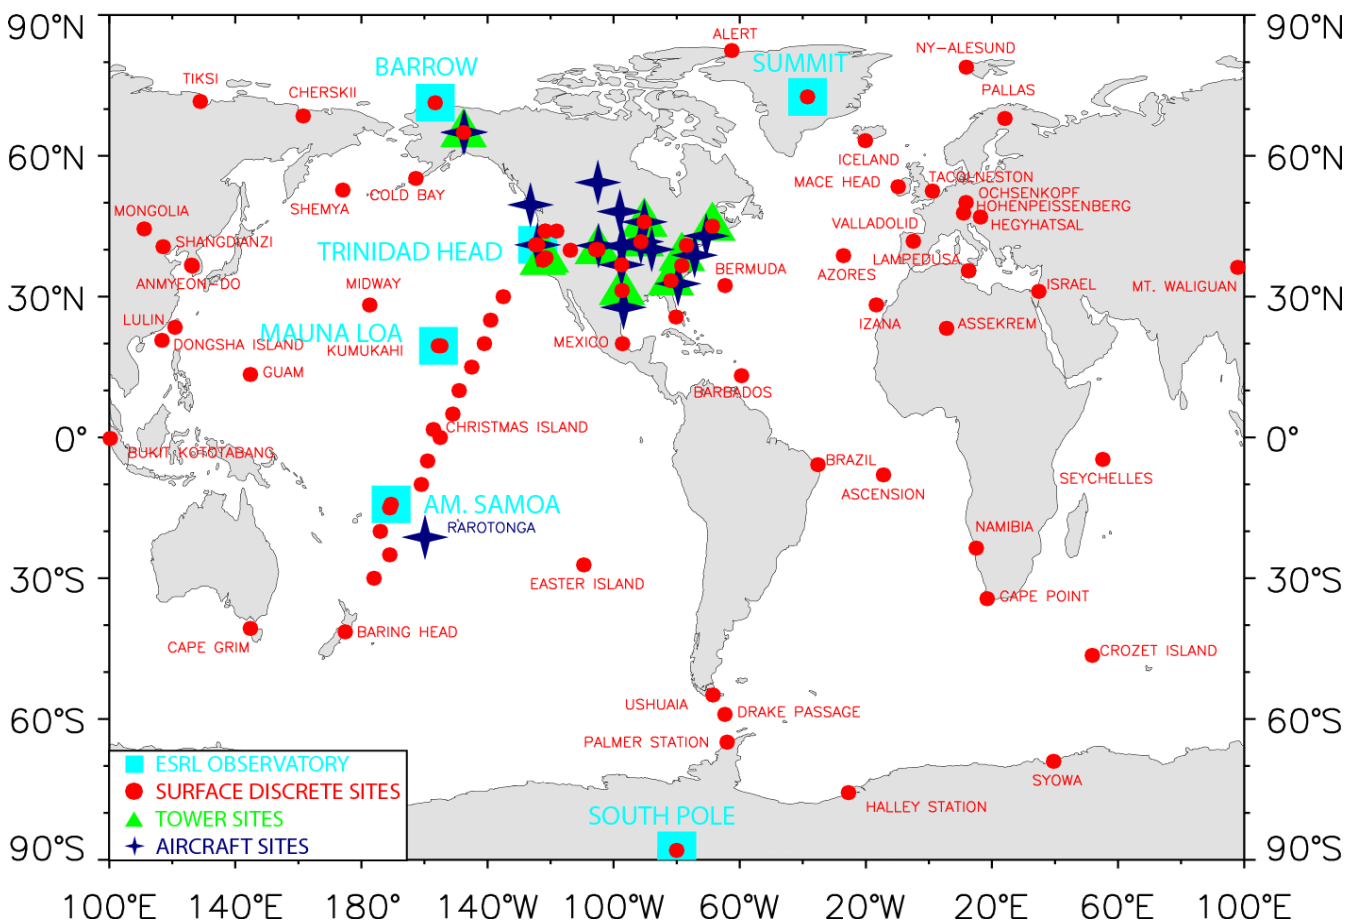 90°N
90°N
ALERT
NY-ALESUND
BARROW
SUMMIT
TIKSI
CHERSKII
PALLAS
60°N
60°N
ICELAND
TACOLNESTON
MACE HEAD
COLD BAY
OCHSENKOPF
SHEMYA
HOHENPEISSENBERG
MONGOLIA
VALLADOLID
HEGYHATSAL
SHANGDIANZI
TRINIDAD HEAD
LAMPEDUSA
BERMUDA
AZORES
ANMYEON-DO
MIDWAY
ISRAEL
MT. WALIGUAN
30°N
30°N
LULIN
MAUNA LOA
IZANA
ASSEKREM
DONGSHA ISLAND
KUMUKAHI
MEXICO
GUAM
BARBADOS
CHRISTMAS ISLAND
0°
0°
BUKIT KOTOTABANG
BRAZIL
SEYCHELLES
ASCENSION
AM. SAMOA
RAROTONGA
NAMIBIA
30°S
30°S
EASTER ISLAND
CAPE POINT
BARING HEAD
CAPE GRIM
CROZET ISLAND
USHUAIA
DRAKE PASSAGE
60°S
60°S
PALMER STATION
ESRL OBSERVATORY
SYOWA
SURFACE DISCRETE SITES
HALLEY STATION
TOWER SITES
SOUTH POLE
AIRCRAFT SITES
90°S
90°S
100°E 140°E 180° 140°W 100°W 60°W 20°W 20°E 60°E 100°E